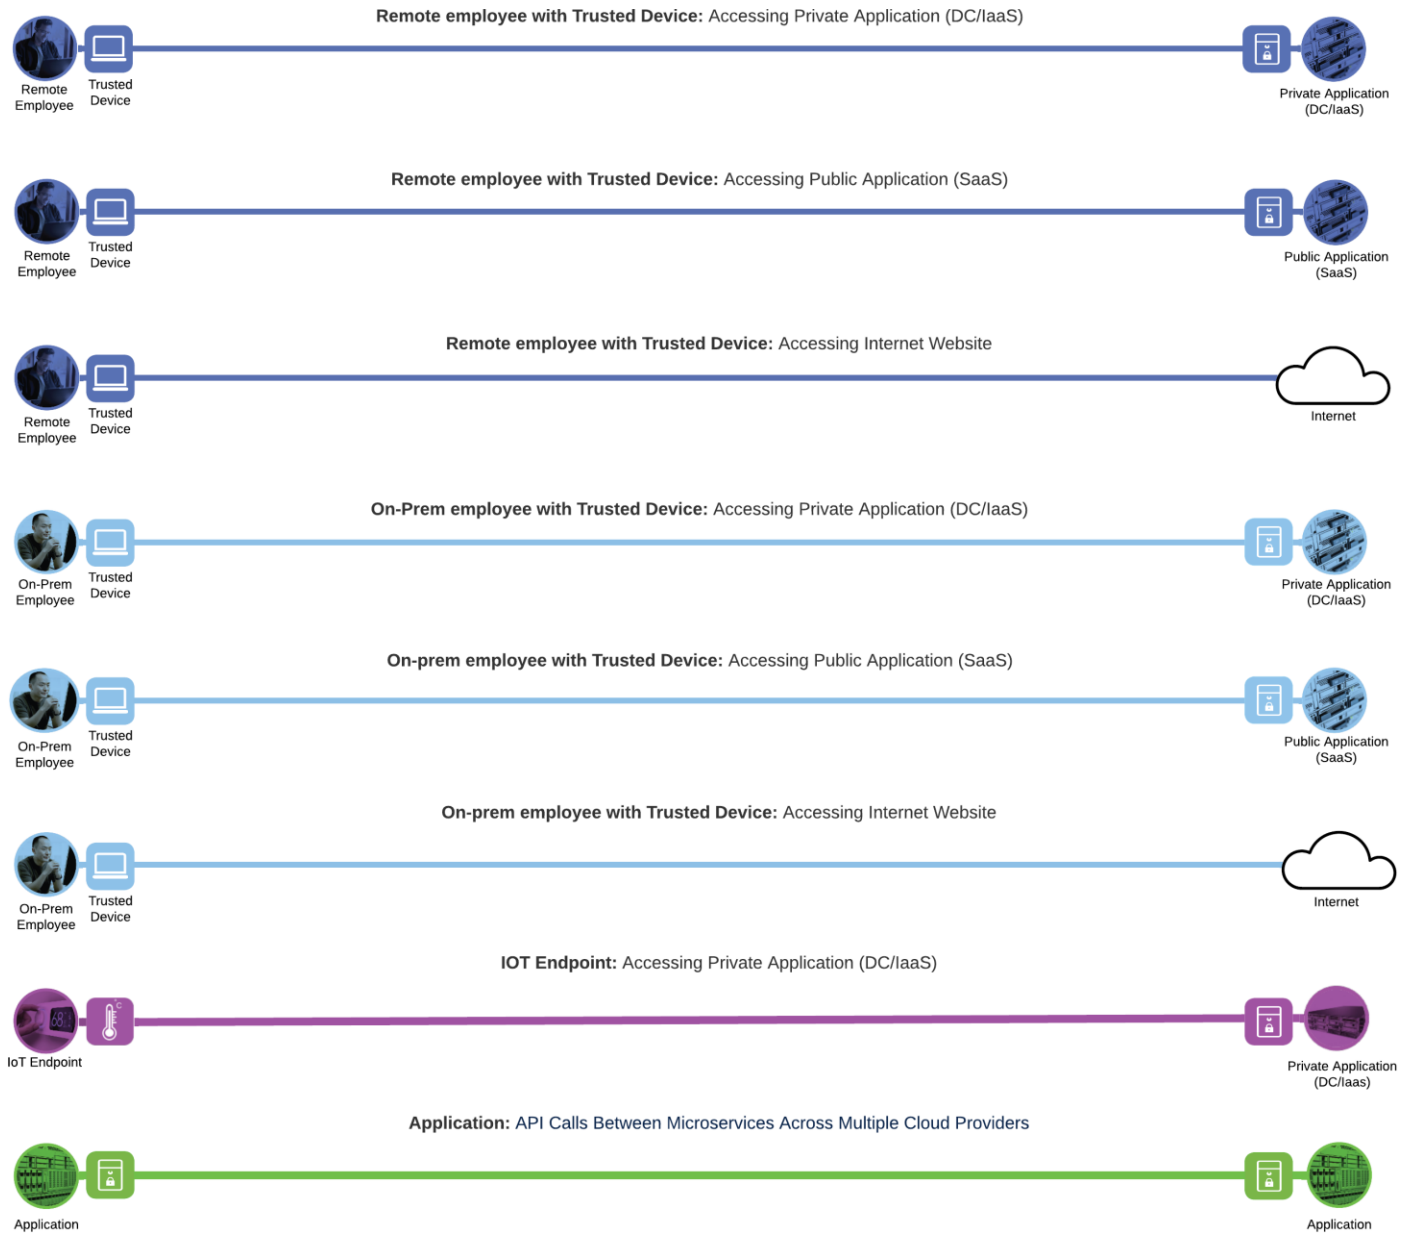 Remote employee with Trusted Device: Accessing Private Application (DC/IaaS)
Remote
Employee
Trusted
Device
Private Application
(DC/IaaS)
Remote employee with Trusted Device: Accessing Public Application (SaaS)
Remote
Employee
Trusted
Device
Public Application
(SaaS)
Remote employee with Trusted Device: Accessing Internet Website
Remote
Employee
Trusted
Device
Internet
On-Prem employee with Trusted Device: Accessing Private Application (DC/IaaS)
On-Prem
Employee
Trusted
Device
Private Application
(DC/IaaS)
On-prem employee with Trusted Device: Accessing Public Application (SaaS)
On-Prem
Employee
Trusted
Device
Public Application
(SaaS)
On-prem employee with Trusted Device: Accessing Internet Website
On-Prem
Employee
Trusted
Device
Internet
IOT Endpoint: Accessing Private Application (DC/IaaS)
68
°C
IoT Endpoint
Private Application
(DC/Iaas)
Application: API Calls Between Microservices Across Multiple Cloud Providers
Application
Application